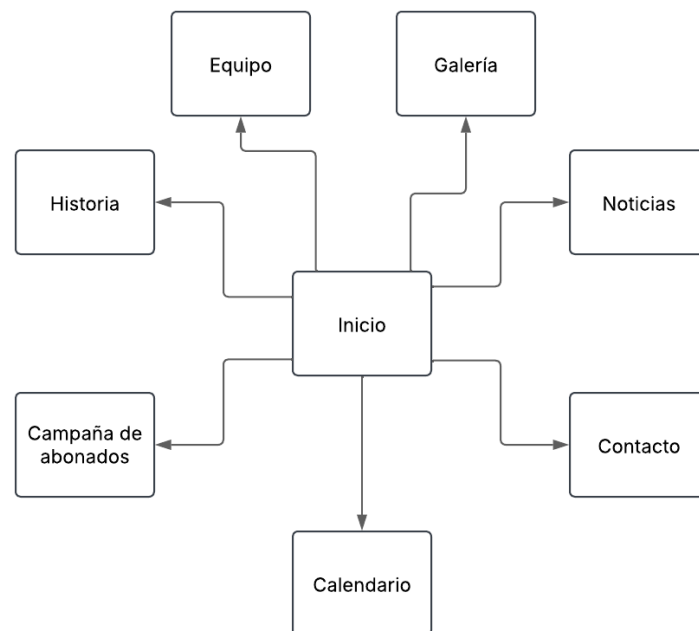 Equipo
Galería
Historia
Noticias
Inicio
Campaña de
abonados
Contacto
Calendario